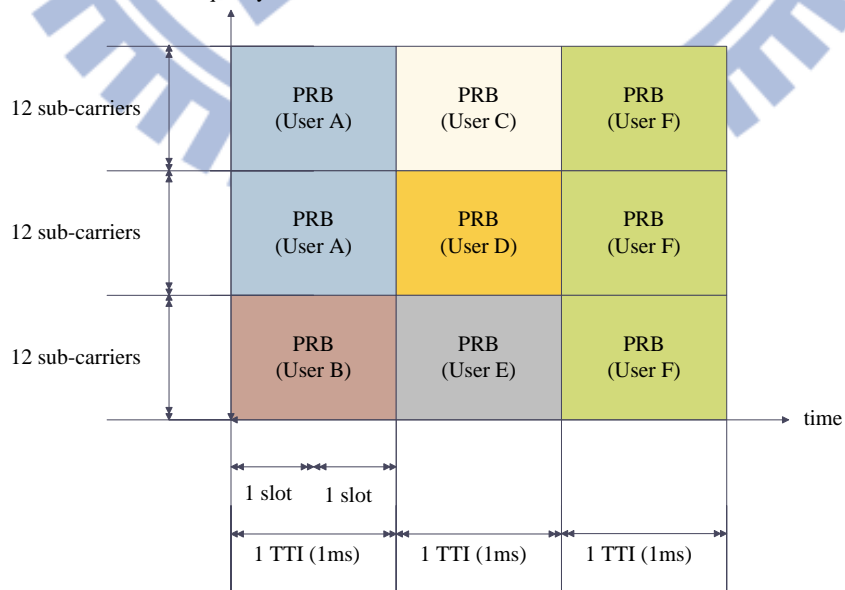 12 sub-carriers
PRB
(User A)
PRB
(User C)
PRB
(User F)
12 sub-carriers
PRB
(User A)
PRB
(User D)
PRB
(User F)
12 sub-carriers
PRB
(User B)
PRB
(User E)
PRB
(User F)
time
1 slot
1 slot
1 TTI (1ms)
1 TTI (1ms)
1 TTI (1ms)